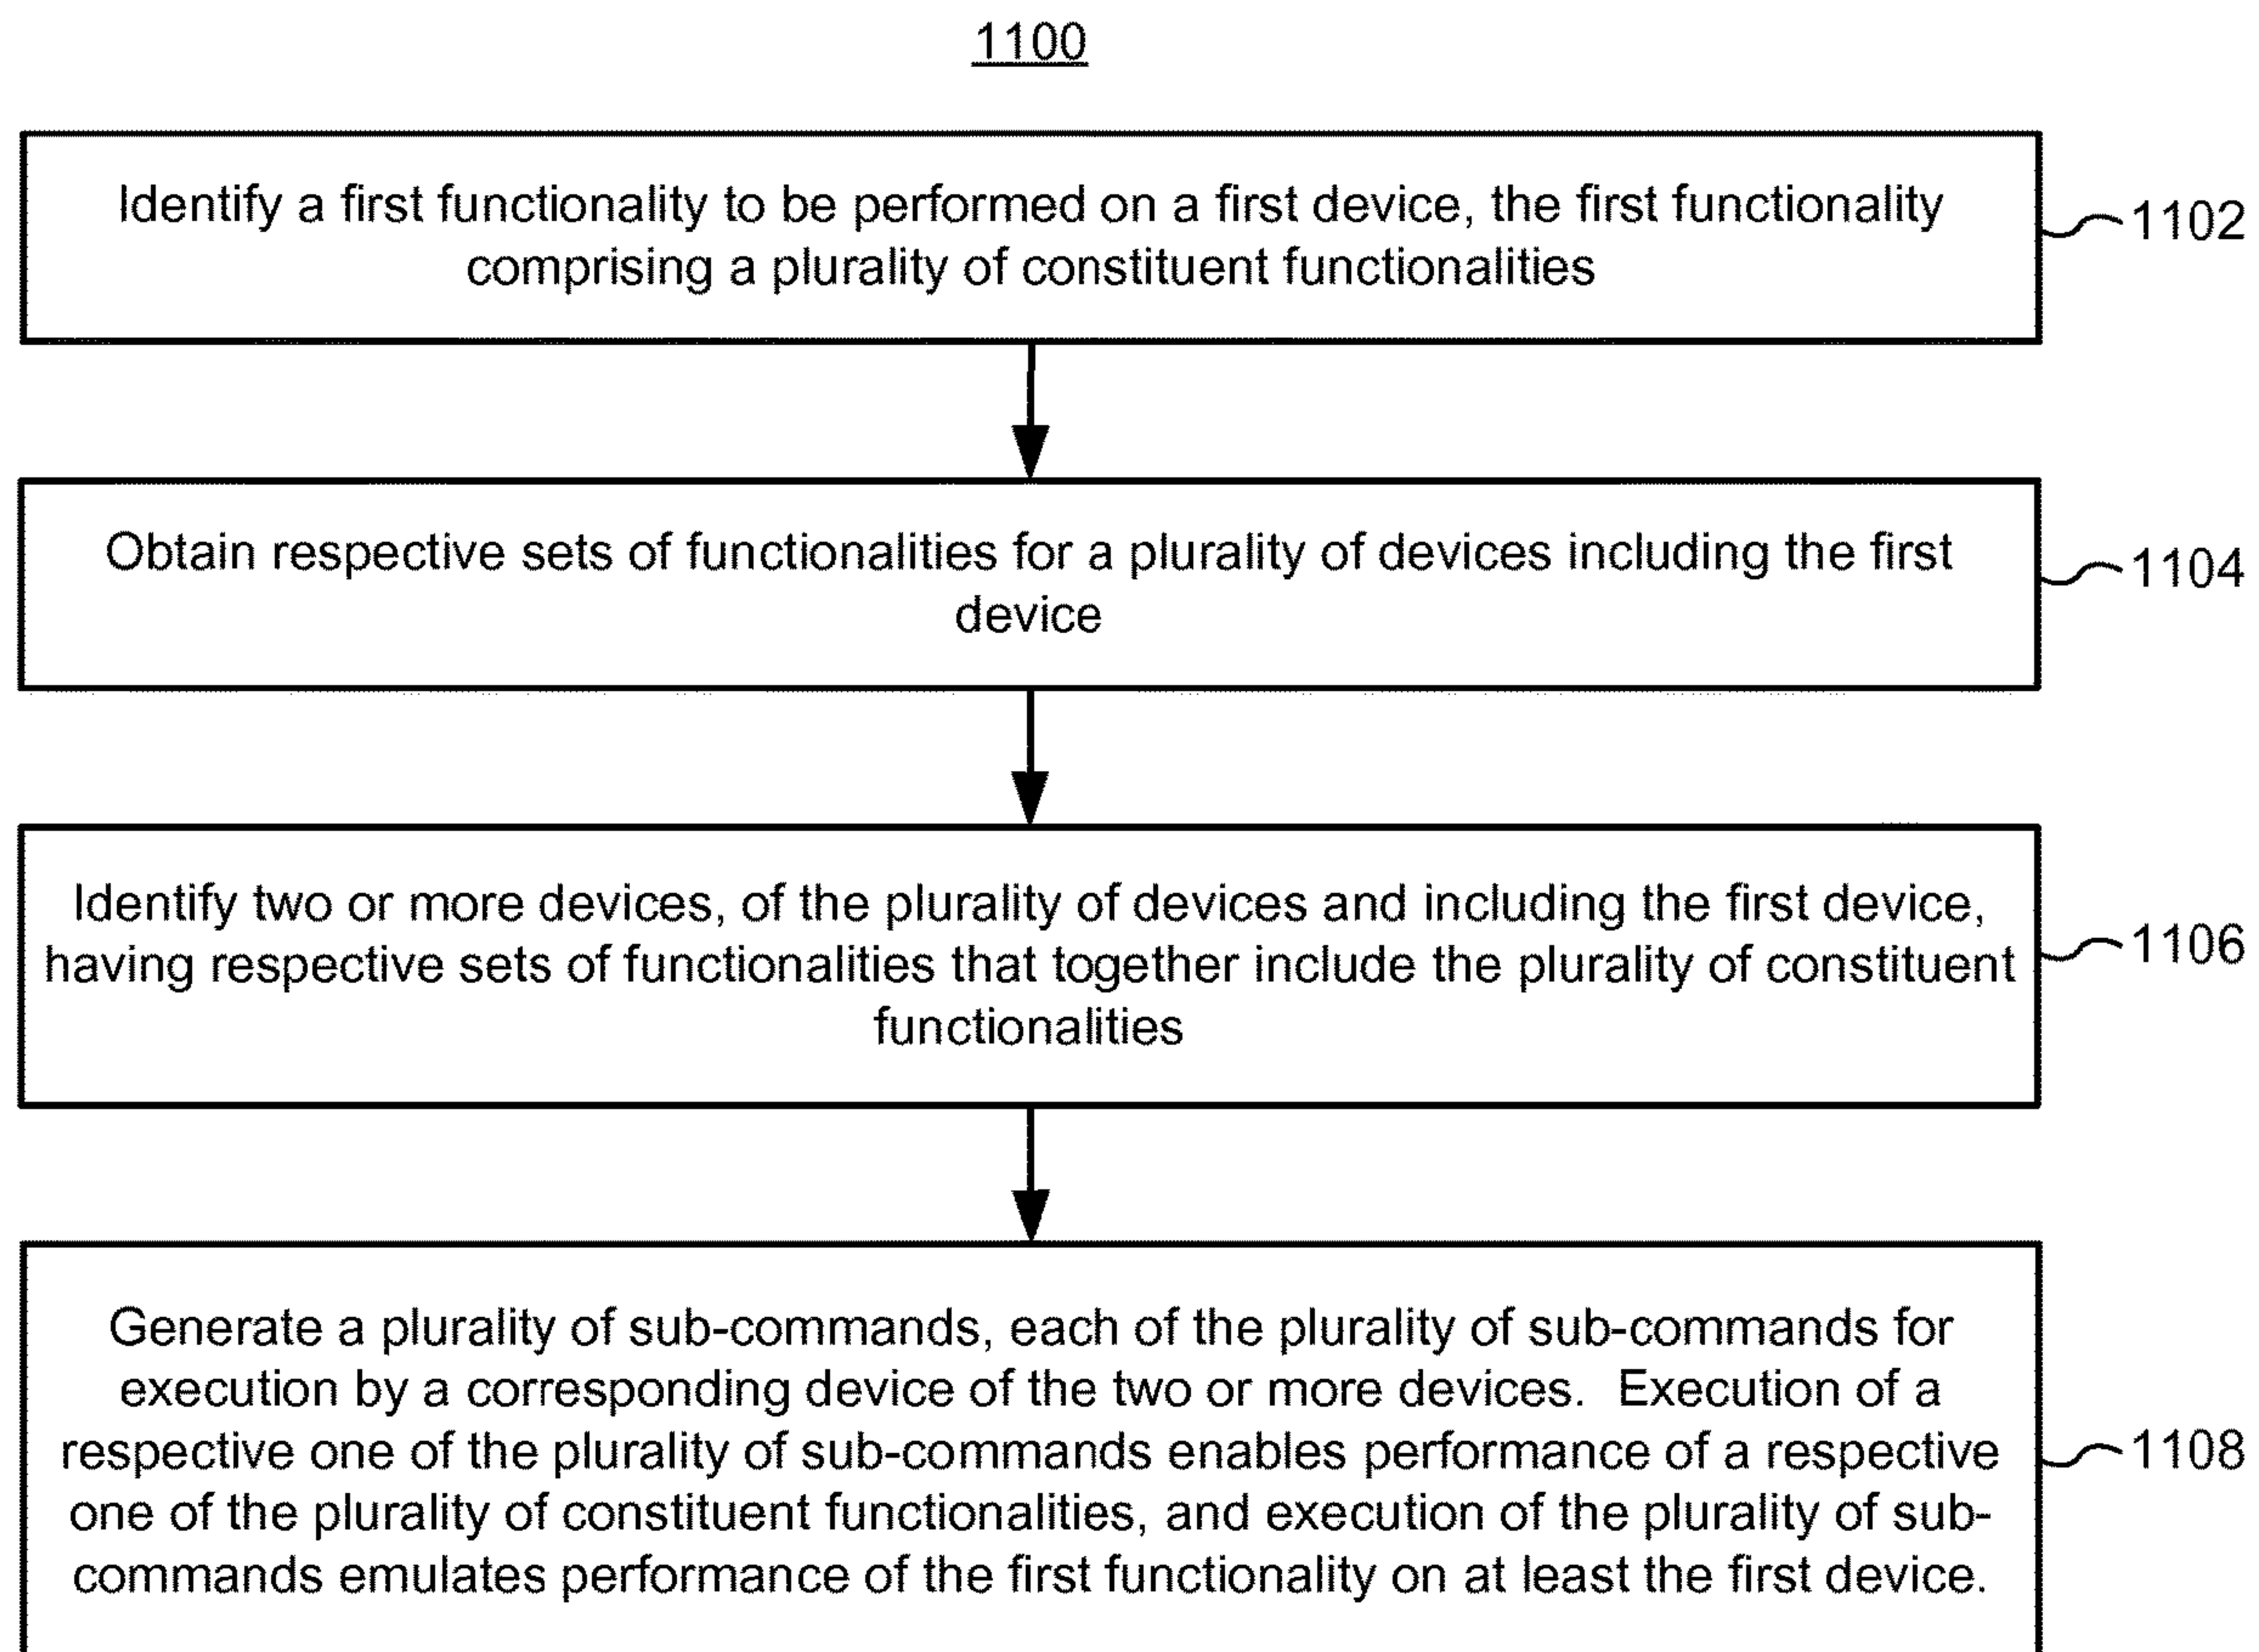 1100
Identify a first functionality to be performed on a first device, the first functionality
comprising a plurality of constituent functionalities
1102
Obtain respective sets of functionalities for a plurality of devices including the first
device
1104
Identify two or more devices, of the plurality of devices and including the first device,
having respective sets of functionalities that together include the plurality of constituent
functionalities
1106
Generate a plurality of sub-commands, each of the plurality of sub-commands for
execution by a corresponding device of the two or more devices.  Execution of a
respective one of the plurality of sub-commands enables performance of a respective
one of the plurality of constituent functionalities, and execution of the plurality of sub-
commands emulates performance of the first functionality on at least the first device.
1108